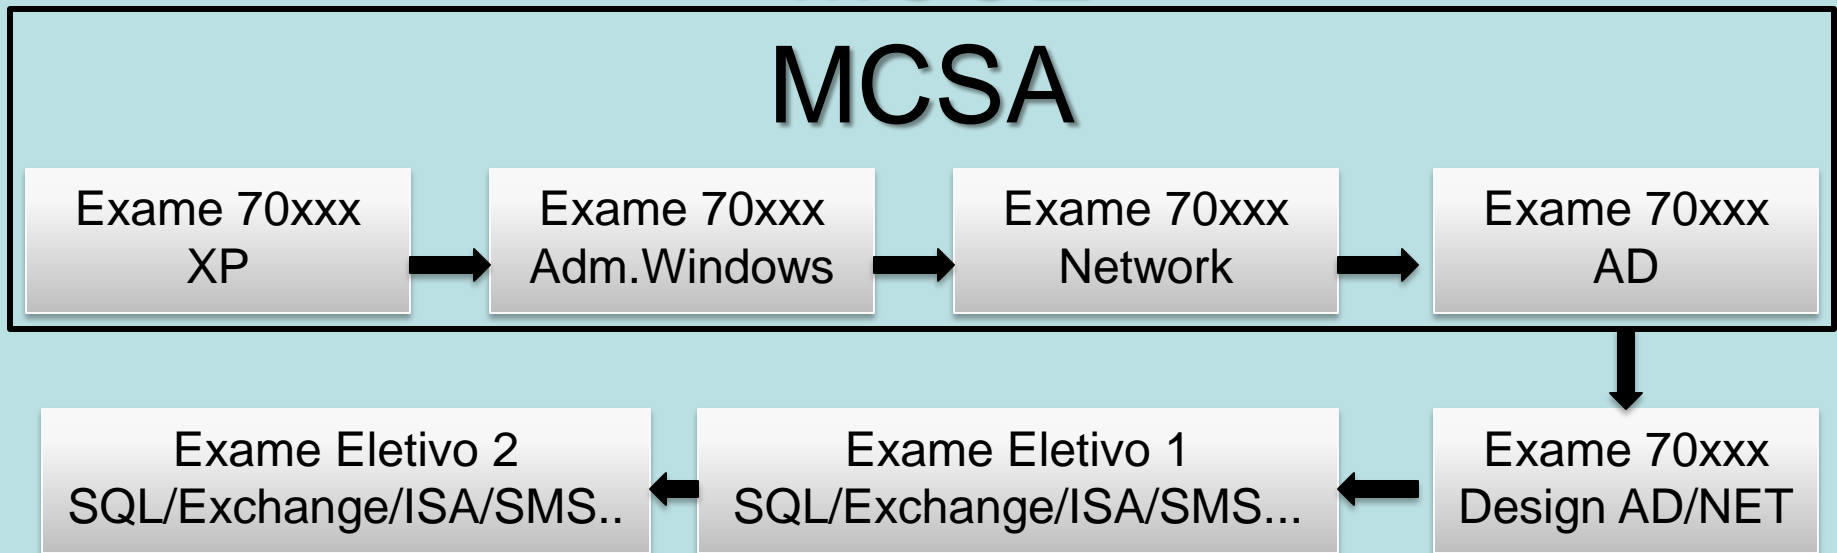 MCSA
Exame 70xxx
XP
Exame 70xxx
Adm.Windows
Exame 70xxx
Network
Exame 70xxx
AD
Exame Eletivo 2
SQL/Exchange/ISA/SMS..
Exame Eletivo 1
SQL/Exchange/ISA/SMS...
Exame 70xxx
Design AD/NET